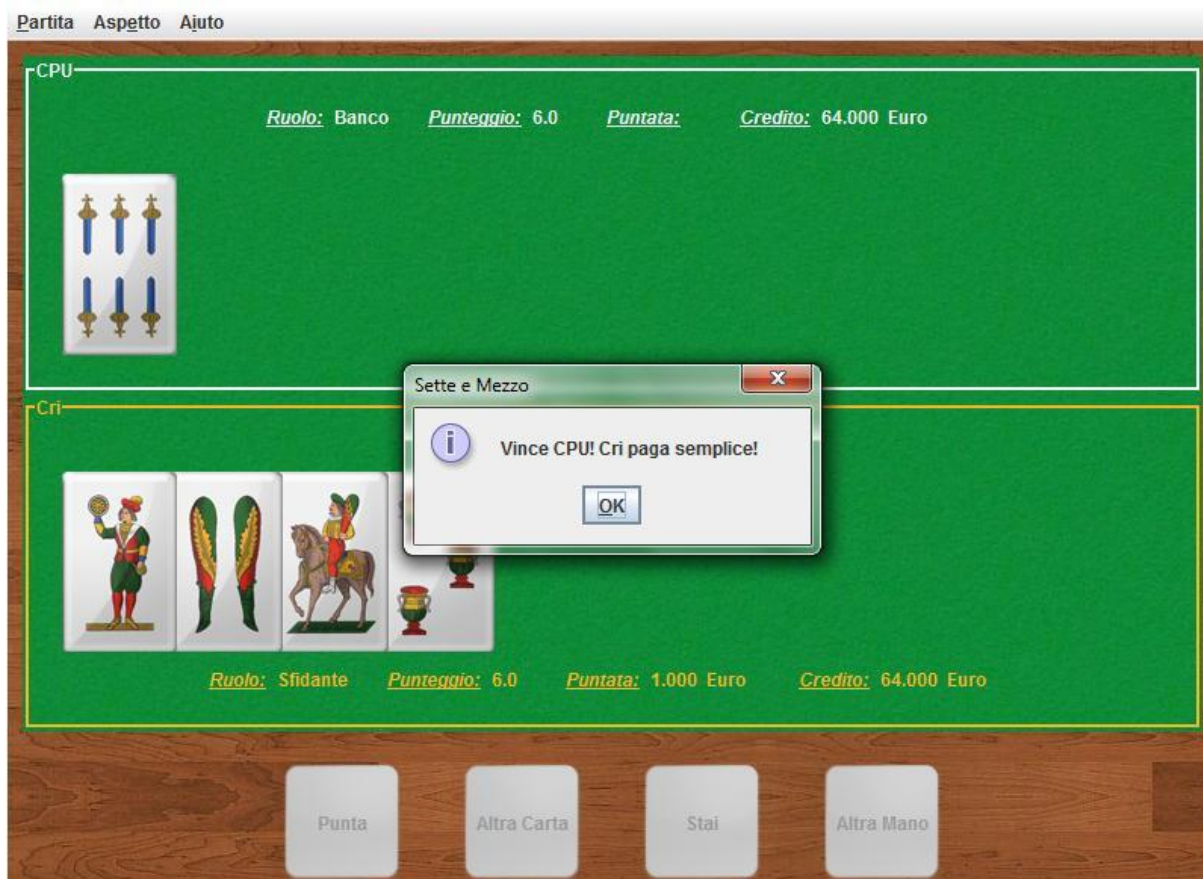 Partita Aspetto Aiuto
CPU
Ruolo: Banco Punteggio: 6.0 Puntata: Credito: 64.000 Euro
Sette e Mezzo
Cri
Vince CPU! Cri paga semplice!
OK
Ruolo: Sfidante Punteggio: 6.0 Puntata: 1.000 Euro Credito: 64.000 Euro
Punta Altra Carta Stai Altra Mano